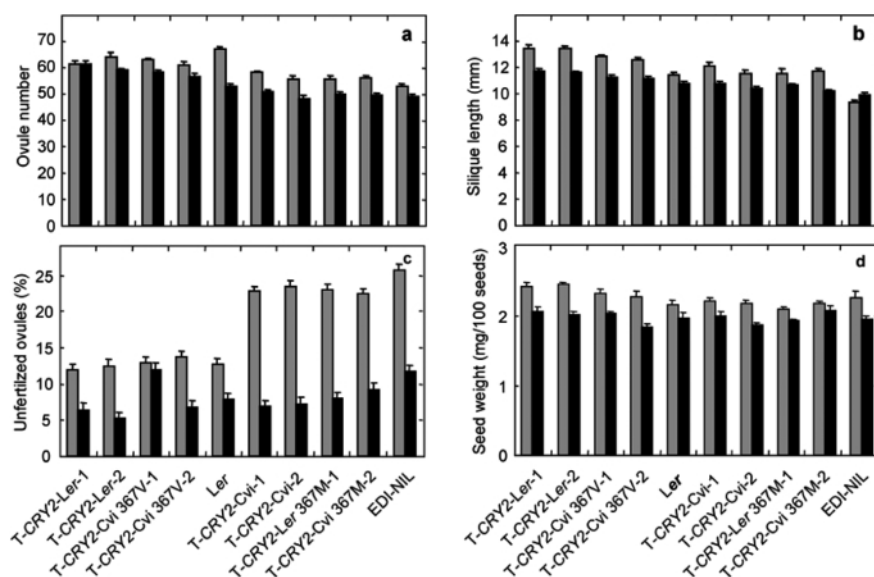 a
Ovule number
70
60
50
40
30
20
10
0
b
Silique length (mm)
14
12
10
8
6
4
2
0
c
Unfertilzed ovules (%)
25
20
15
10
5
0
d
Seed weight (mg/100 seeds)
3
2
1
0
T-CRY2-Ler-1
T-CRY2-Ler-2
T-CRY2-Cvi 367V-1
T-CRY2-Cvi 367V-2
Ler
T-CRY2-Cvi-1
T-CRY2-Cvi-2
T-CRY2-Ler 367M-1
T-CRY2-Cvi 367M-2
EDI-NIL
T-CRY2-Ler-1
T-CRY2-Ler-2
T-CRY2-Cvi 367V-1
T-CRY2-Cvi 367V-2
Ler
T-CRY2-Cvi-1
T-CRY2-Cvi-2
T-CRY2-Ler 367M-1
T-CRY2-Cvi 367M-2
EDI-NIL